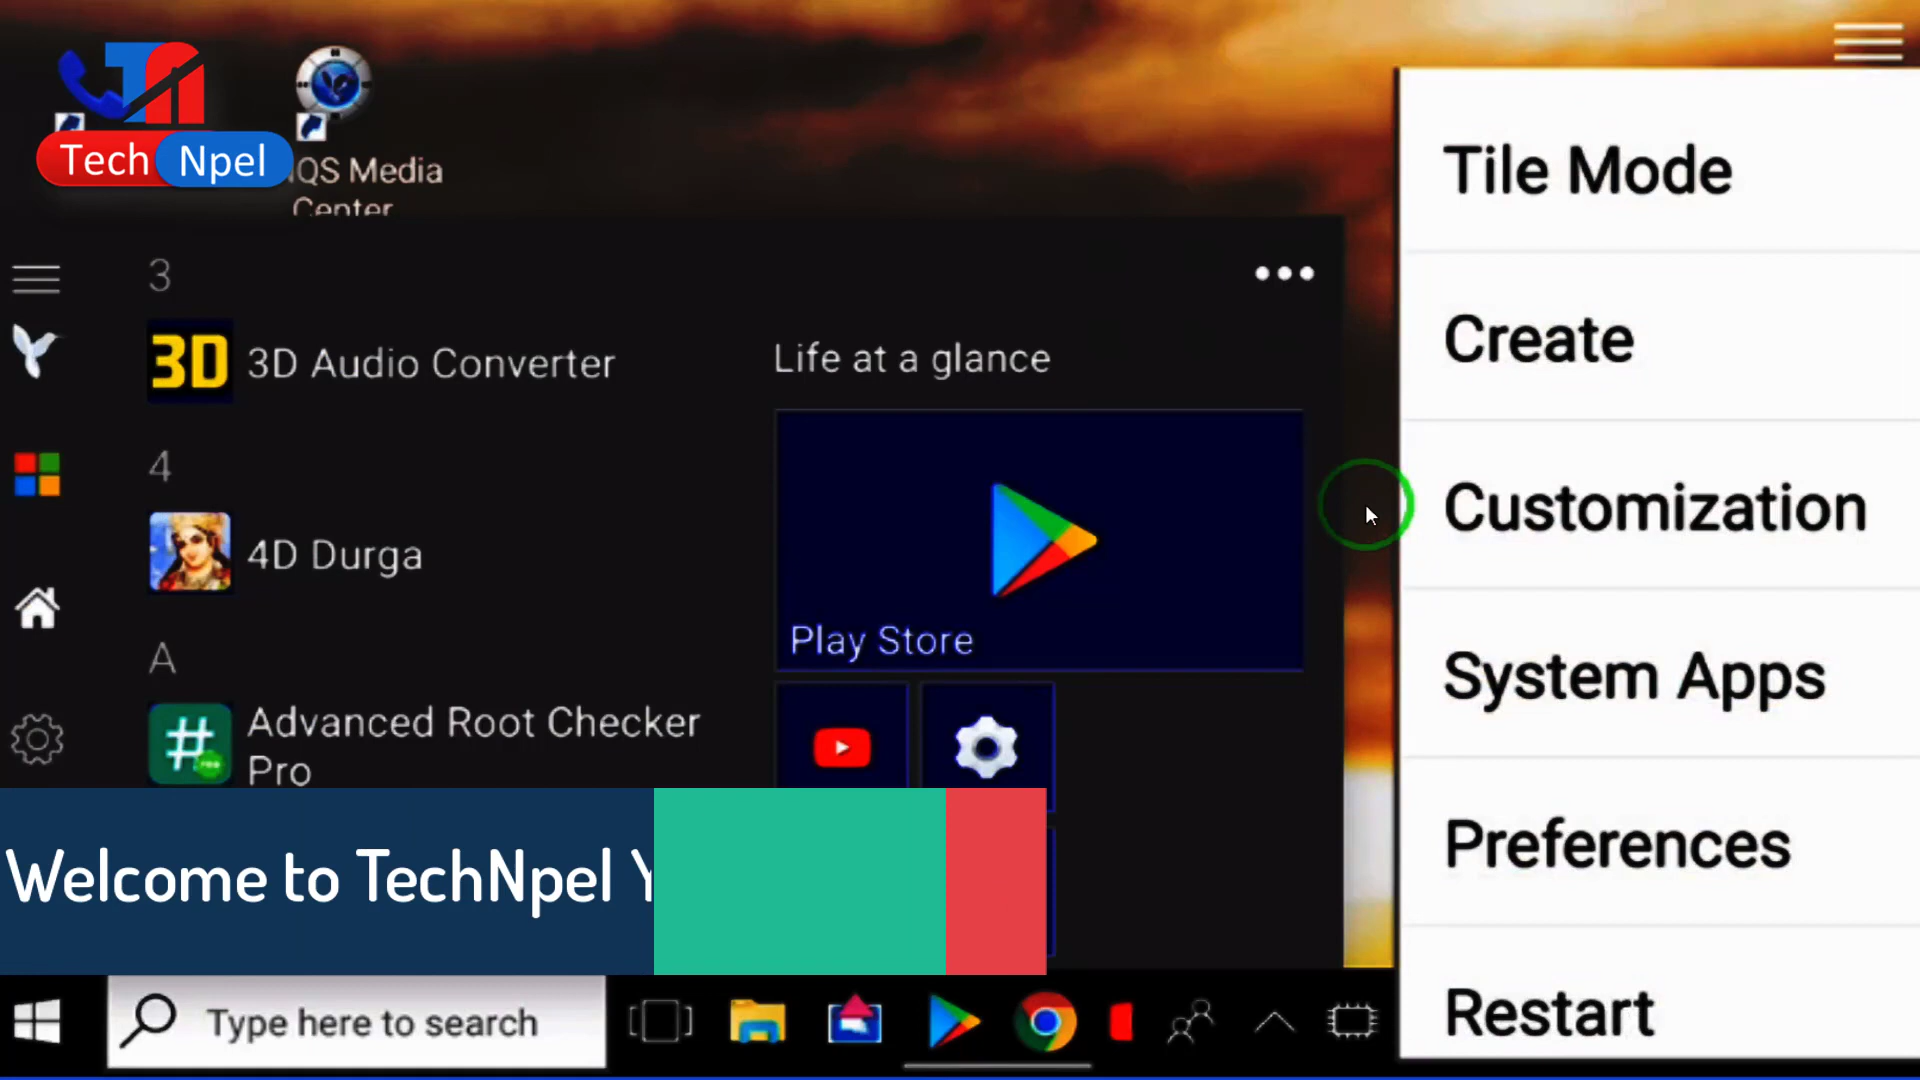 Tech Npel
IQS Media
Center
Tile Mode
Create
Customization
System Apps
Preferences
Restart
3
3D
3D Audio Converter
4
4D Durga
A
#
Advanced Root Checker
Pro
Life at a glance
Play Store
Welcome to TechNpel Y
Type here to search